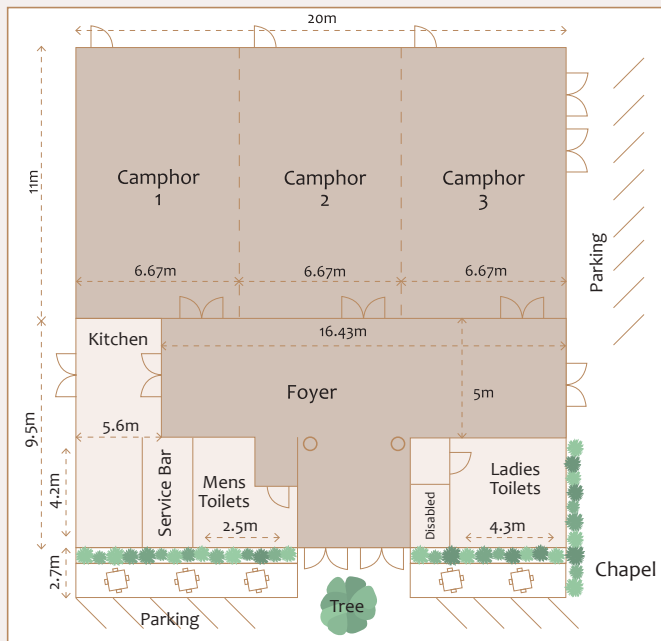 20m
11m
Camphor
1
Camphor
2
Camphor
3
6.67m
6.67m
6.67m
Parking
Kitchen
16.43m
Foyer
5m
9.5m
5.6m
4.2m
Service Bar
Mens
Toilets
2.5m
Disabled
Ladies
Toilets
4.3m
2.7m
Chapel
Parking
Tree